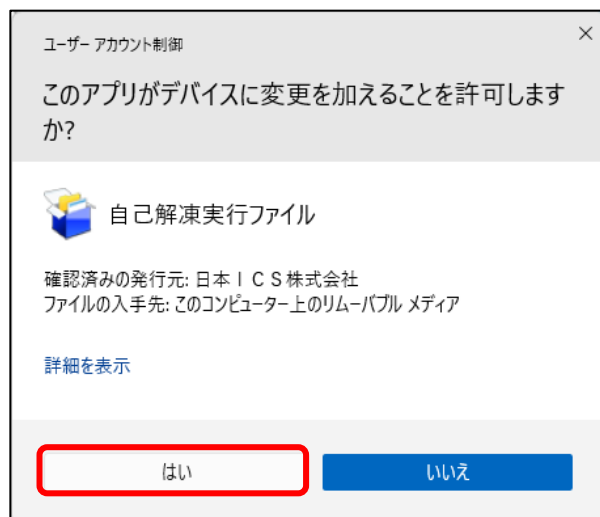 ユーザー アカウント制御
このアプリがデバイスに変更を加えることを許可します
か?
自己解凍実行ファイル
確認済みの発行元: 日本ＩＣＳ株式会社
ファイルの入手先: このコンピューター上のリムーバブル メディア
詳細を表示
はい
いいえ